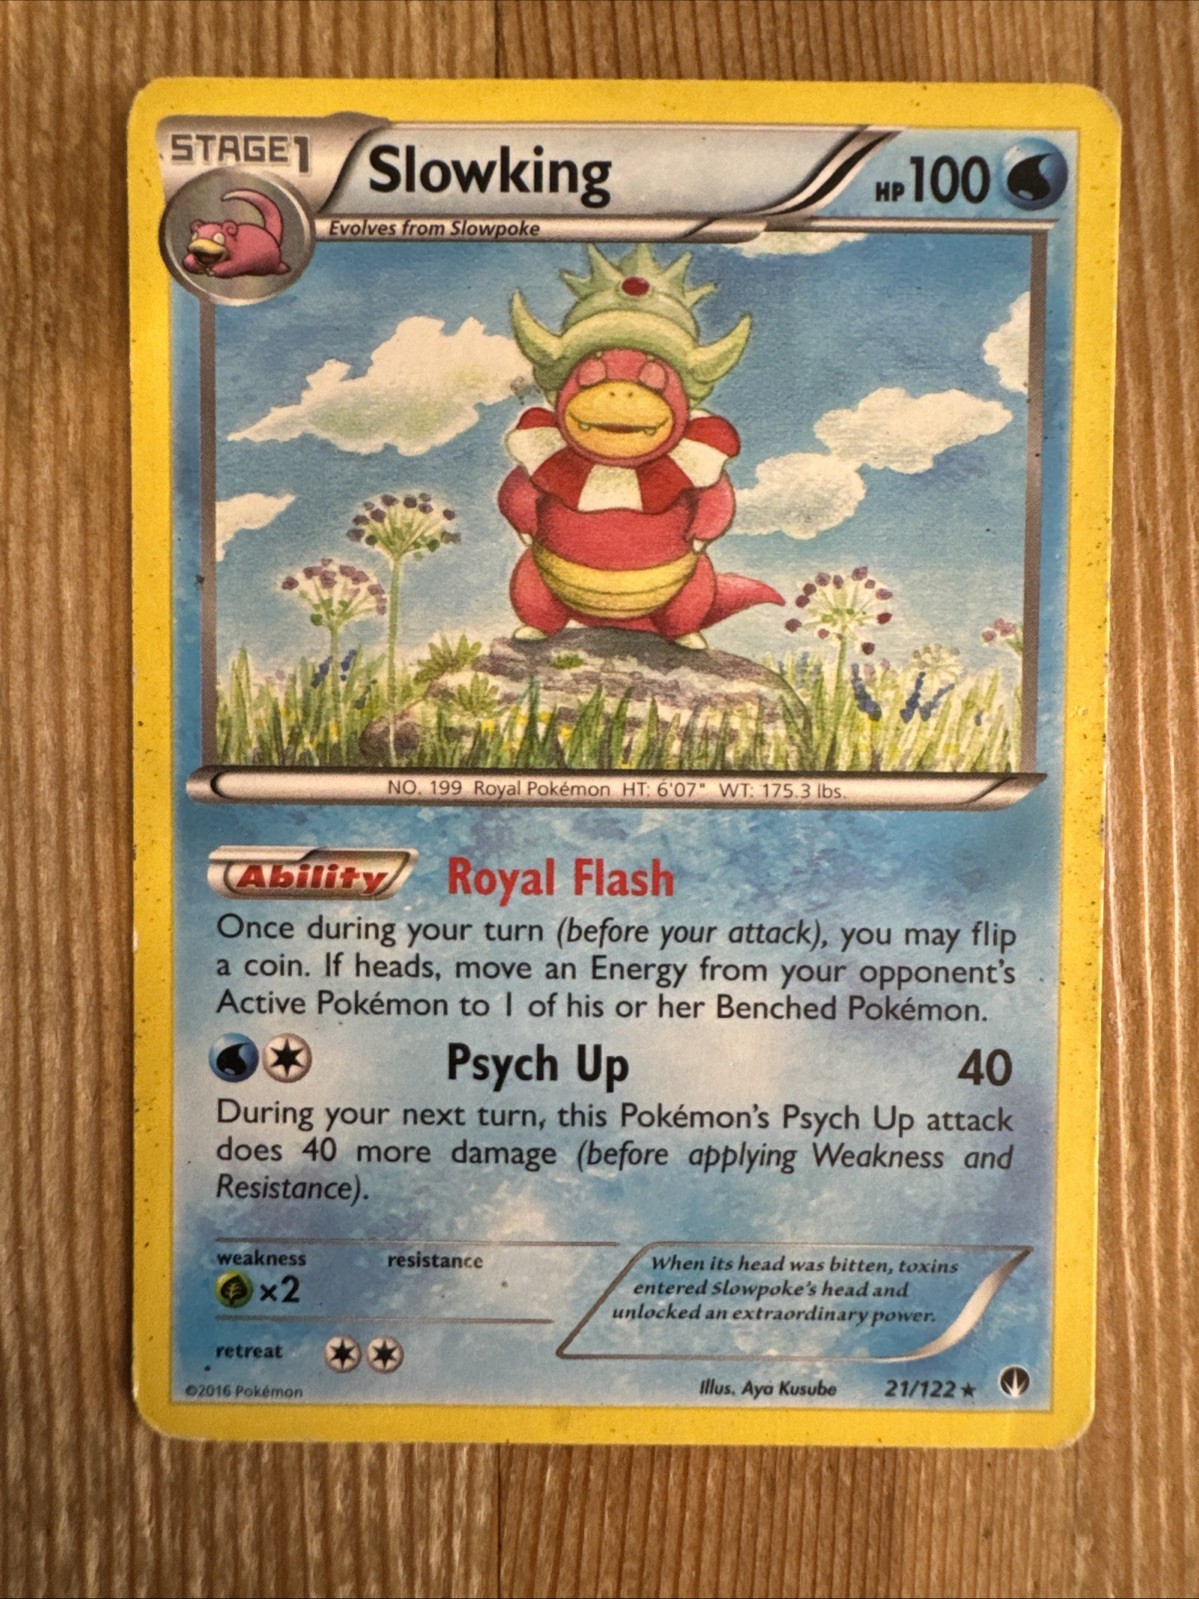 STAGE1
Slowking
HP100
Evolves from Slowpoke
NO. 199 Royal Pokémon HT: 6'07" WT: 175.3 lbs.
Ability
Royal Flash
Once during your turn (before your attack), you may flip
a coin. If heads, move an Energy from your opponent's
Active Pokémon to 1 of his or her Benched Pokémon.
Psych Up
40
During your next turn, this Pokémon's Psych Up attack
does 40 more damage (before applying Weakness and
Resistance).
weakness
resistance
×2
When its head was bitten, toxins
entered Slowpoke's head and
unlocked an extraordinary power.
retreat
©2016 Pokémon
Illus. Aya Kusube
21/122 ★